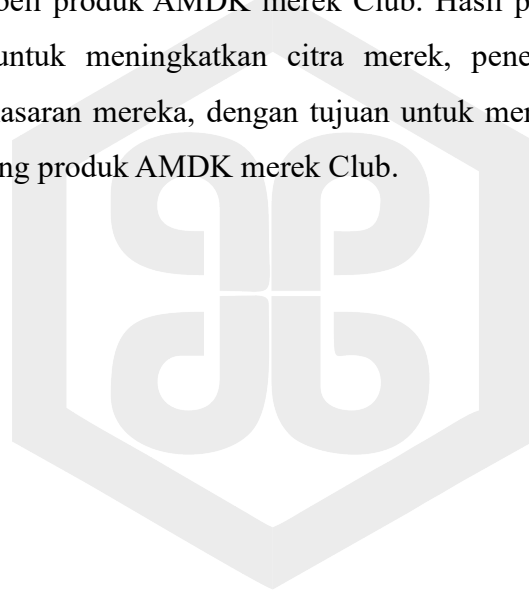 beli produk AMDK merek Club. Hasil p
untuk meningkatkan citra merek, pene
asaran mereka, dengan tujuan untuk men
ng produk AMDK merek Club.